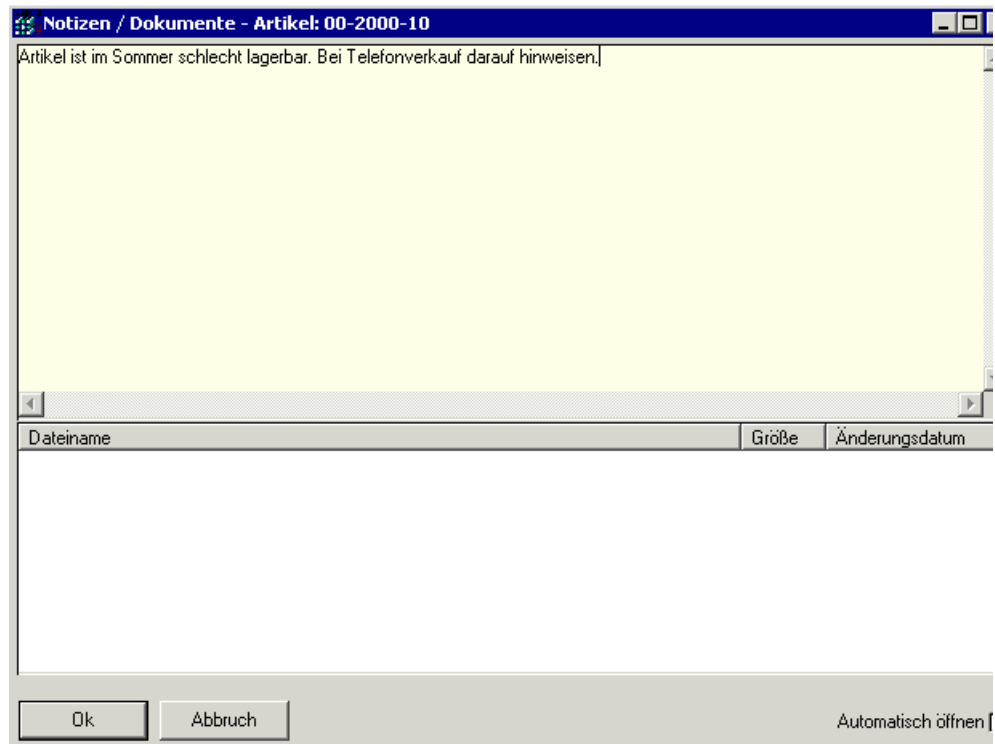 Notizen / Dokumente - Artikel: 00-2000-10
Artikel ist im Sommer schlecht lagerbar. Bei Telefonverkauf darauf hinweisen.
Dateiname Größe Änderungsdatum
Ok Abbruch Automatisch öffnen